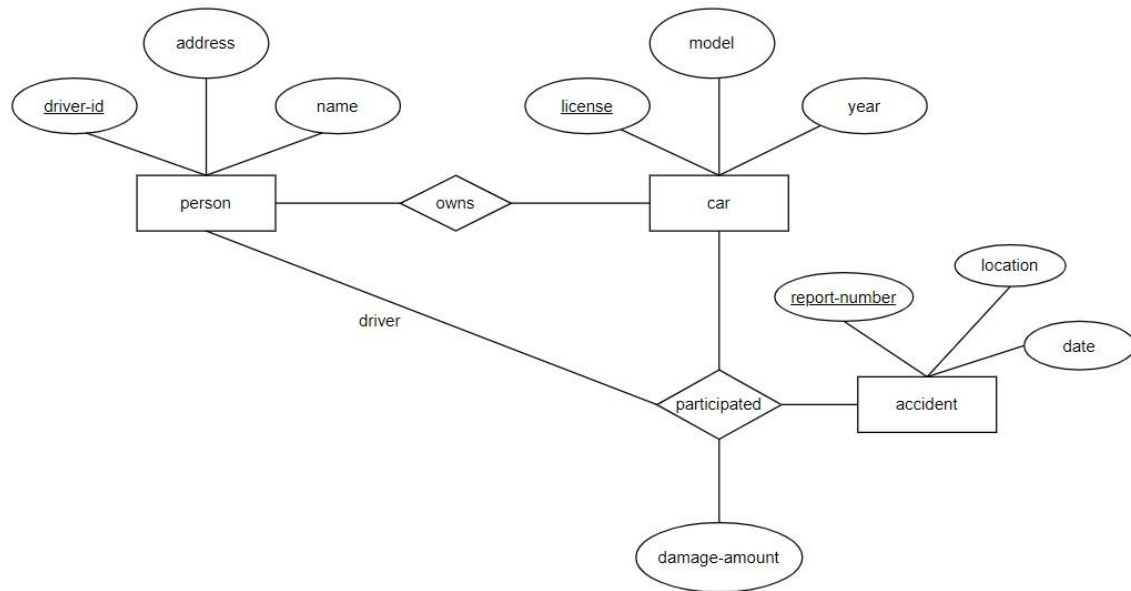 address
model
driver-id
name
license
year
person
owns
car
location
report-number
driver
date
participated
accident
damage-amount